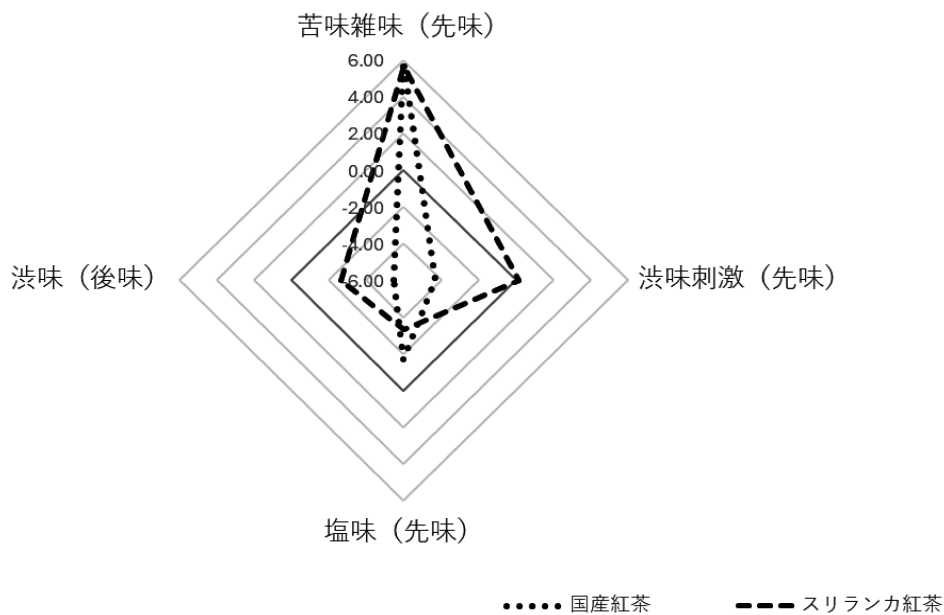 苦味雑味（先味）
6.00
4.00
2.00
0.00
-2.00
-4.00
-6.00
渋味（後味）
渋味刺激（先味）
塩味（先味）
国産紅茶
スリランカ紅茶